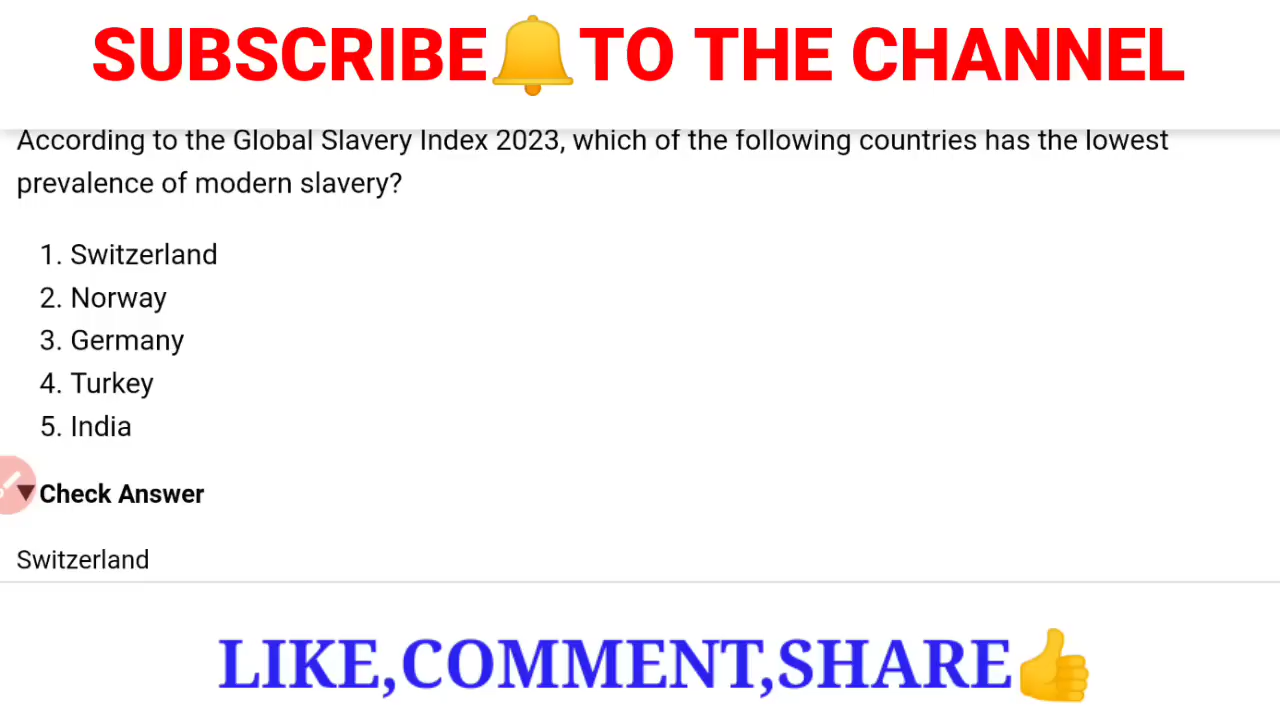 SUBSCRIBE🔔TO THE CHANNEL
According to the Global Slavery Index 2023, which of the following countries has the lowest
prevalence of modern slavery?
1. Switzerland
2. Norway
3. Germany
4. Turkey
5. India
▼ Check Answer
Switzerland
LIKE,COMMENT,SHARE👍